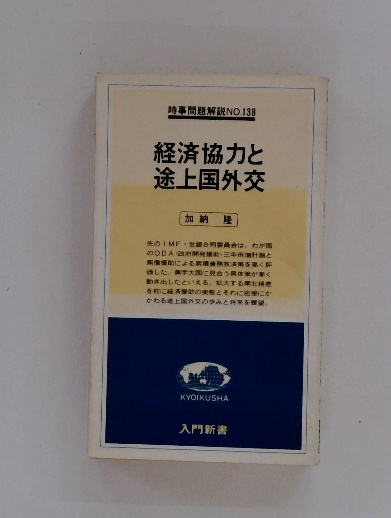 時事問題解説NO.138
経済協力と
途上国外交
加納 隆
先のIMF・世銀合同委員会は、わが国
のODA(政府開発援助)三年倍増計画と
無償援助による累積債務救済策を高く評
価した。黒字大国に見合う具体策が漸く
動き出したといえる。拡大する南北格差
を前に経済援助の実態とそれに密接にか
かわる途上国外交の歩みと将来を展望。
KYOIKUSHA
入門新書